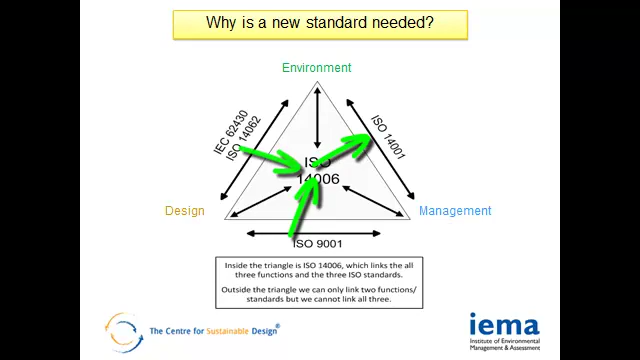 Why is a new standard needed?
Environment
IEC 62430
ISO 14062
ISO 14001
ISO
14006
Design
Management
ISO 9001
Inside the triangle is ISO 14006, which links the all
three functions and the three ISO standards.
Outside the triangle we can only link two functions/
standards but we cannot link all three.
The Centre for Sustainable Design®
iema
Institute of Environmental
Management & Assessment